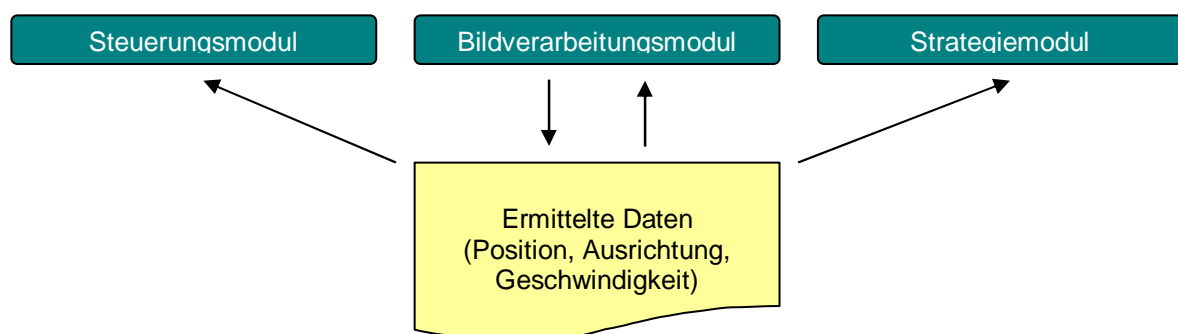 Steuerungsmodul
Bildverarbeitungsmodul
Strategiemodul
Ermittelte Daten
(Position, Ausrichtung,
Geschwindigkeit)